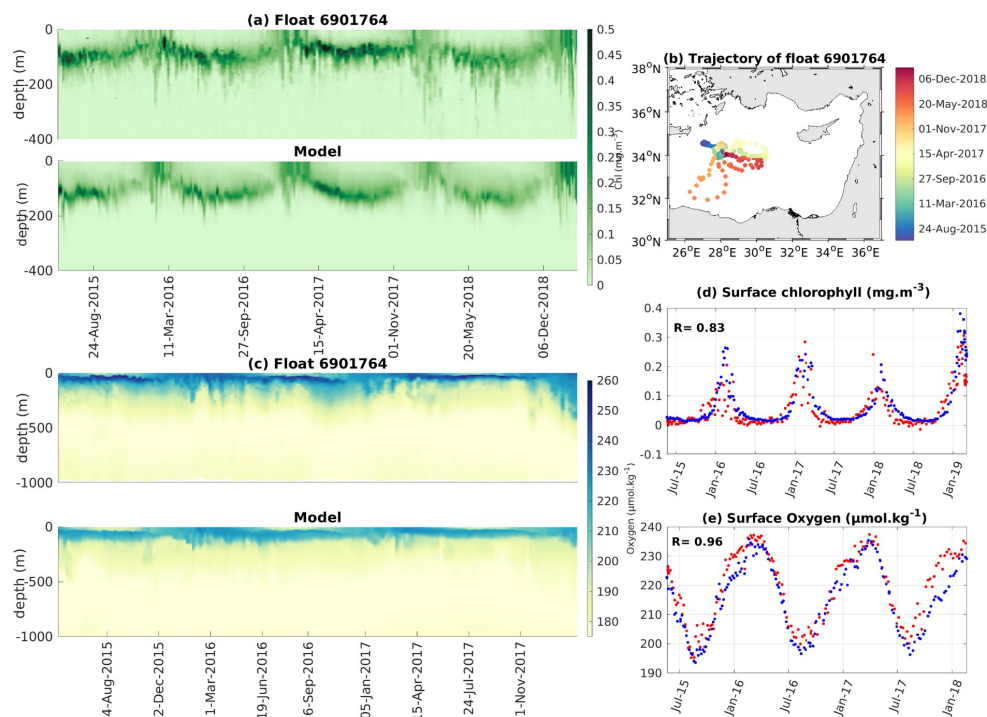 (a) Float 6901764
0
-200
-400
depth (m)
Model
0
-200
-400
depth (m)
24-Aug-2015
11-Mar-2016
27-Sep-2016
15-Apr-2017
01-Nov-2017
20-May-2018
06-Dec-2018
0.5
0.45
0.4
0.35
0.3
0.25
0.2
0.15
0.1
0.05
0
Chl (mg.m⁻³)
(b) Trajectory of float 6901764
38°N
36°N
34°N
32°N
30°N
26°E 28°E 30°E 32°E 34°E 36°E
06-Dec-2018
20-May-2018
01-Nov-2017
15-Apr-2017
27-Sep-2016
11-Mar-2016
24-Aug-2015
(c) Float 6901764
0
-500
-1000
depth (m)
Model
0
-500
-1000
depth (m)
4-Aug-2015
2-Dec-2015
1-Mar-2016
19-Jun-2016
6-Sep-2016
05-Jan-2017
15-Apr-2017
24-Jul-2017
1-Nov-2017
260
250
240
230
220
210
200
190
180
Oxygen (μmol.kg⁻¹)
(d) Surface chlorophyll (mg.m⁻³)
R= 0.83
0.4
0.3
0.2
0.1
0
-0.1
Jul-15
Jan-16
Jul-16
Jan-17
Jul-17
Jan-18
Jul-18
Jan-19
(e) Surface Oxygen (μmol.kg⁻¹)
R= 0.96
240
230
220
210
200
190
Jul-15
Jan-16
Jul-16
Jan-17
Jul-17
Jan-18